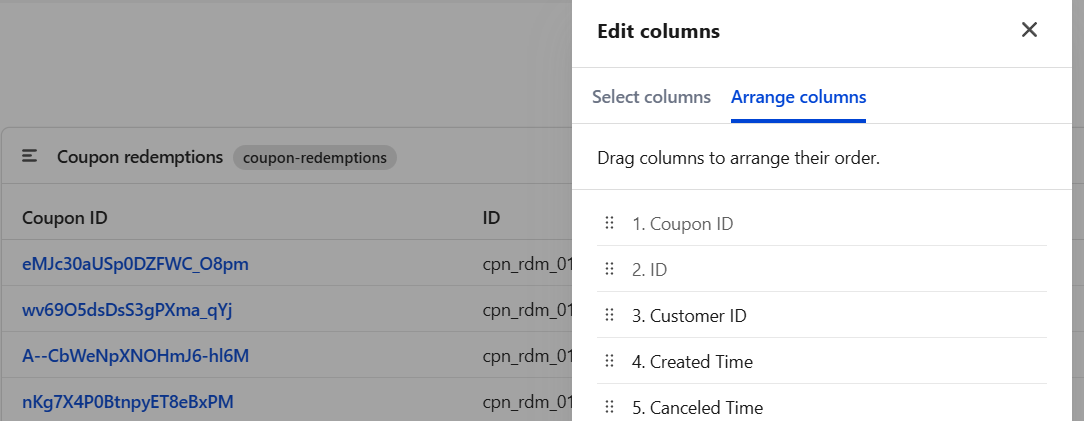 Edit columns
Select columns Arrange columns
Drag columns to arrange their order.
1. Coupon ID
2. ID
3. Customer ID
4. Created Time
5. Canceled Time
Coupon redemptions coupon-redemptions
Coupon ID ID
eMJc30aUSp0DZFWC_O8pm cpn_rdm_01
wv69O5dsDsS3gPXma_qYj cpn_rdm_01
A--CbWeNpXNOHmJ6-hl6M cpn_rdm_01
nKg7X4P0BtnpyET8eBxPM cpn_rdm_01